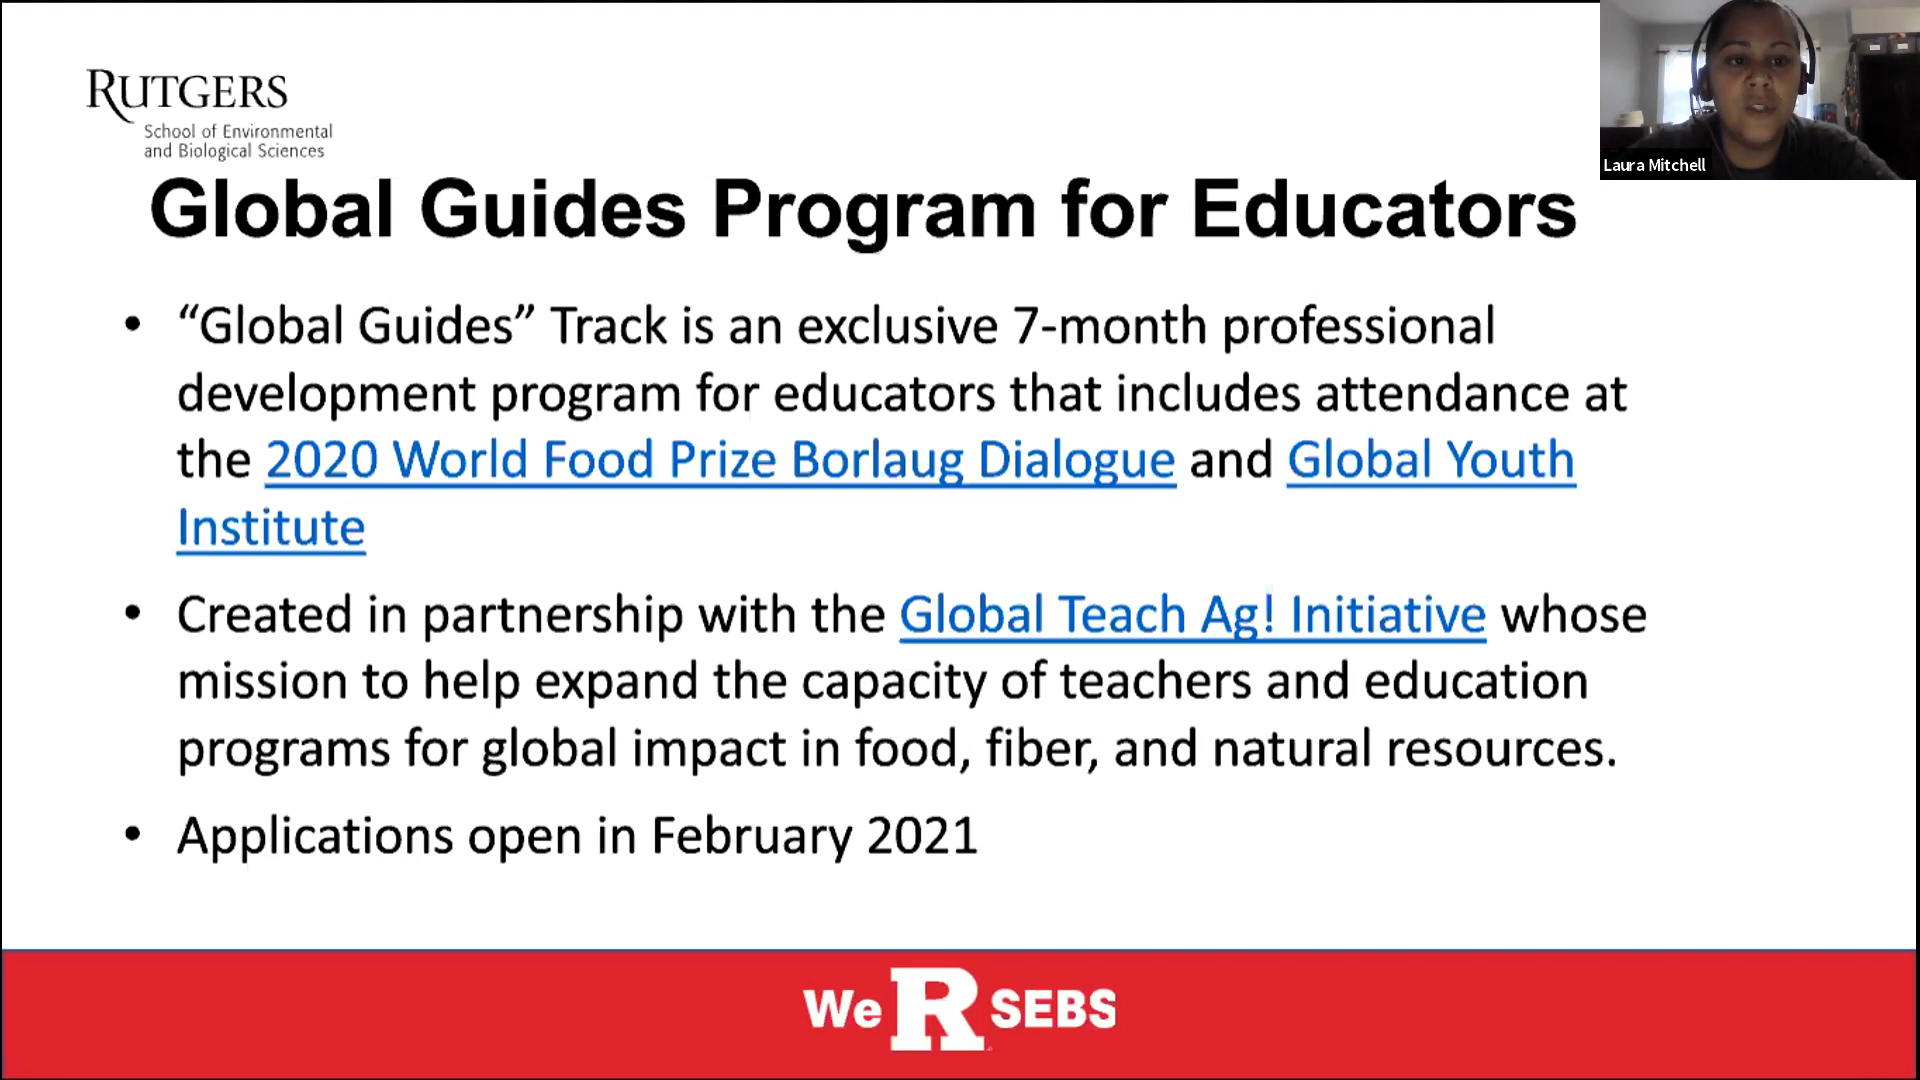 RUTGERS
School of Environmental
and Biological Sciences
Laura Mitchell
Global Guides Program for Educators
• “Global Guides” Track is an exclusive 7-month professional
development program for educators that includes attendance at
the 2020 World Food Prize Borlaug Dialogue and Global Youth
Institute
• Created in partnership with the Global Teach Ag! Initiative whose
mission to help expand the capacity of teachers and education
programs for global impact in food, fiber, and natural resources.
• Applications open in February 2021
We R SEBS